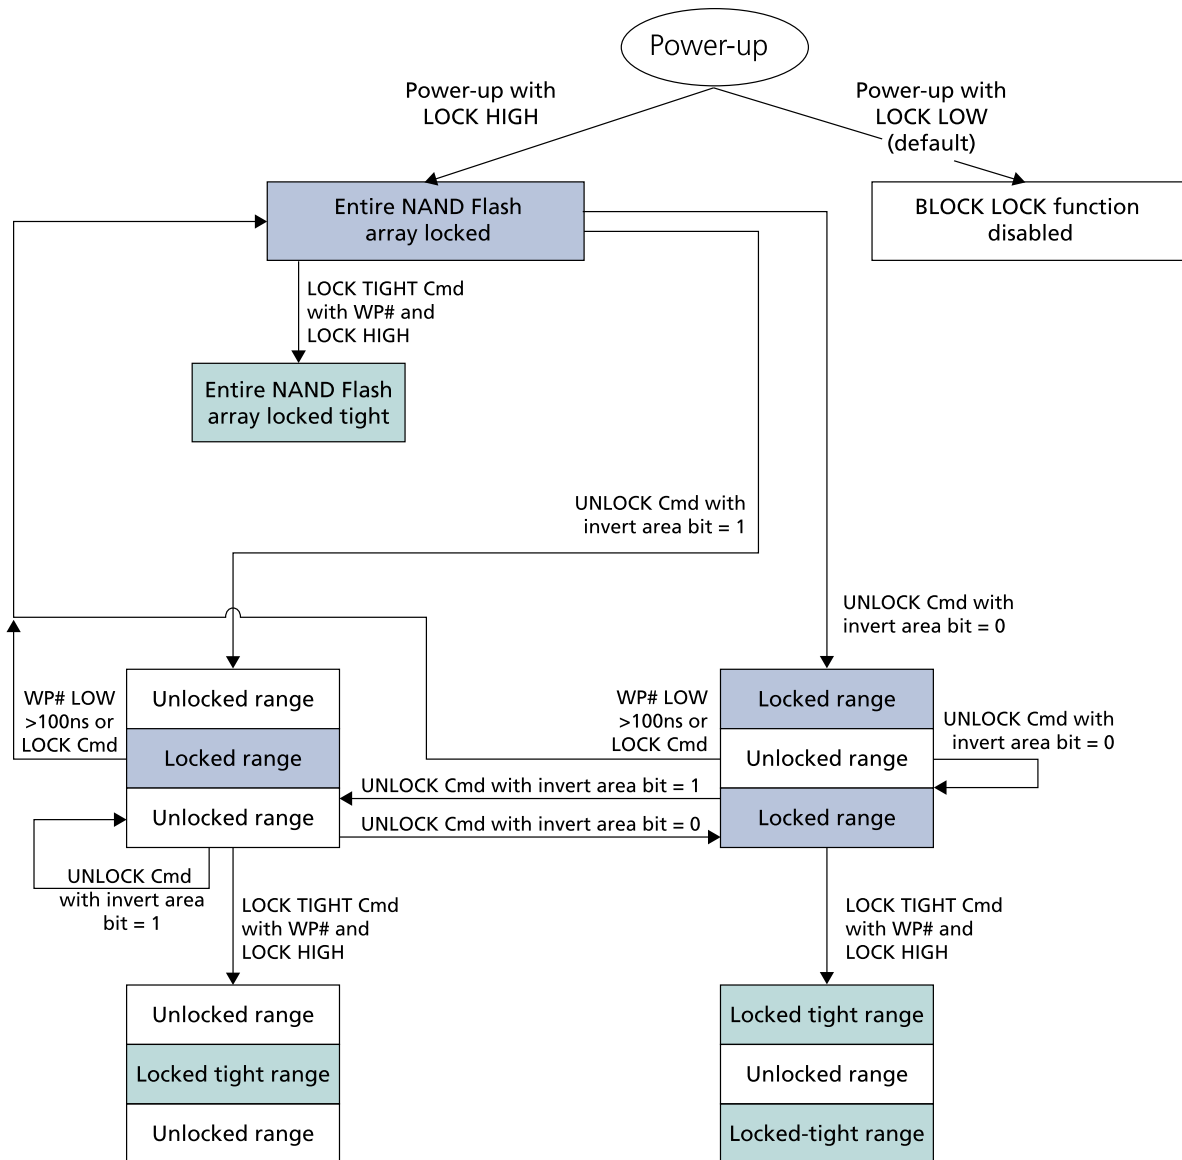 Power-up
Power-up with
LOCK HIGH
Power-up with
LOCK LOW
(default)
Entire NAND Flash
array locked
BLOCK LOCK function
disabled
LOCK TIGHT Cmd
with WP# and
LOCK HIGH
Entire NAND Flash
array locked tight
UNLOCK Cmd with
invert area bit = 1
UNLOCK Cmd with
invert area bit = 0
WP# LOW
>100ns or
LOCK Cmd
Unlocked range
Locked range
Unlocked range
WP# LOW
>100ns or
LOCK Cmd
Locked range
Unlocked range
Locked range
UNLOCK Cmd with
invert area bit = 0
UNLOCK Cmd with invert area bit = 1
UNLOCK Cmd with invert area bit = 0
UNLOCK Cmd
with invert area
bit = 1
LOCK TIGHT Cmd
with WP# and
LOCK HIGH
LOCK TIGHT Cmd
with WP# and
LOCK HIGH
Unlocked range
Locked tight range
Unlocked range
Locked tight range
Unlocked range
Locked-tight range